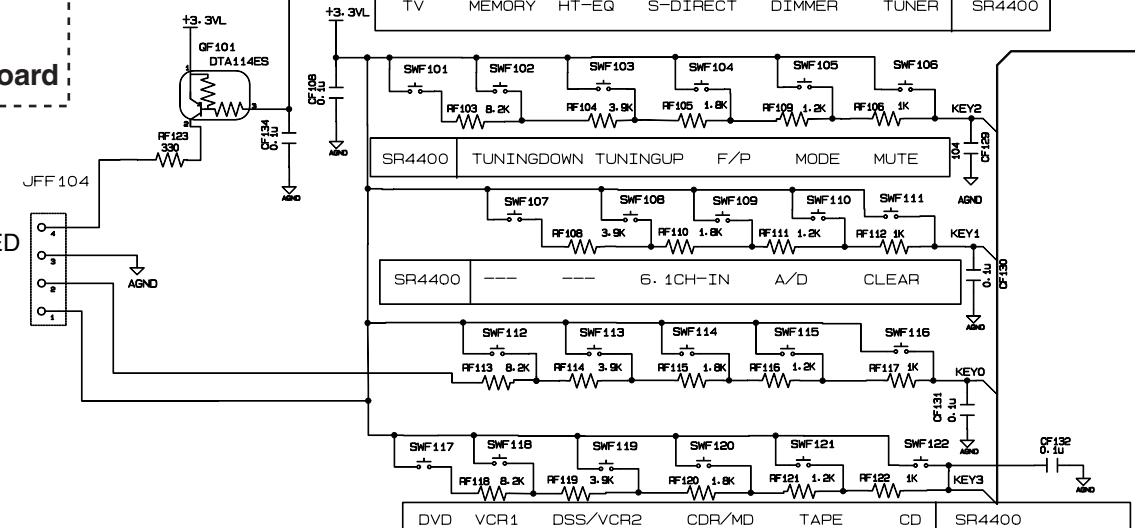 TV MEMORY HT-EQ S-DIRECT DIMMER TUNER SR4400
+3.3VL
+3.3VL
oard
QF101
DTA114ES
1
3
2
RF123
330
CF134
0.1u
AGND
CF108
0.1u
AGND
SWF101 SWF102 SWF103 SWF104 SWF105 SWF106
RF103 8.2K RF104 3.9K RF105 1.8K RF109 1.2K RF106 1K KEY2
104
CF129
AGND
SR4400 TUNINGDOWN TUNINGUP F/P MODE MUTE
JFF104
ED
4
3
2
1
AGND
SWF107 SWF108 SWF109 SWF110 SWF111
RF108 3.9K RF110 1.8K RF111 1.2K RF112 1K KEY1
0.1u
CF130
AGND
SR4400 --- --- 6.1CH-IN A/D CLEAR
SWF112 SWF113 SWF114 SWF115 SWF116
RF113 8.2K RF114 3.9K RF115 1.8K RF116 1.2K RF117 1K KEY0
CF131
0.1u
AGND
SWF117 SWF118 SWF119 SWF120 SWF121 SWF122
RF118 8.2K RF119 3.9K RF120 1.8K RF121 1.2K RF122 1K KEY3
CF132
0.1u
AGND
DVD VCR1 DSS/VCR2 CDR/MD TAPE CD SR4400